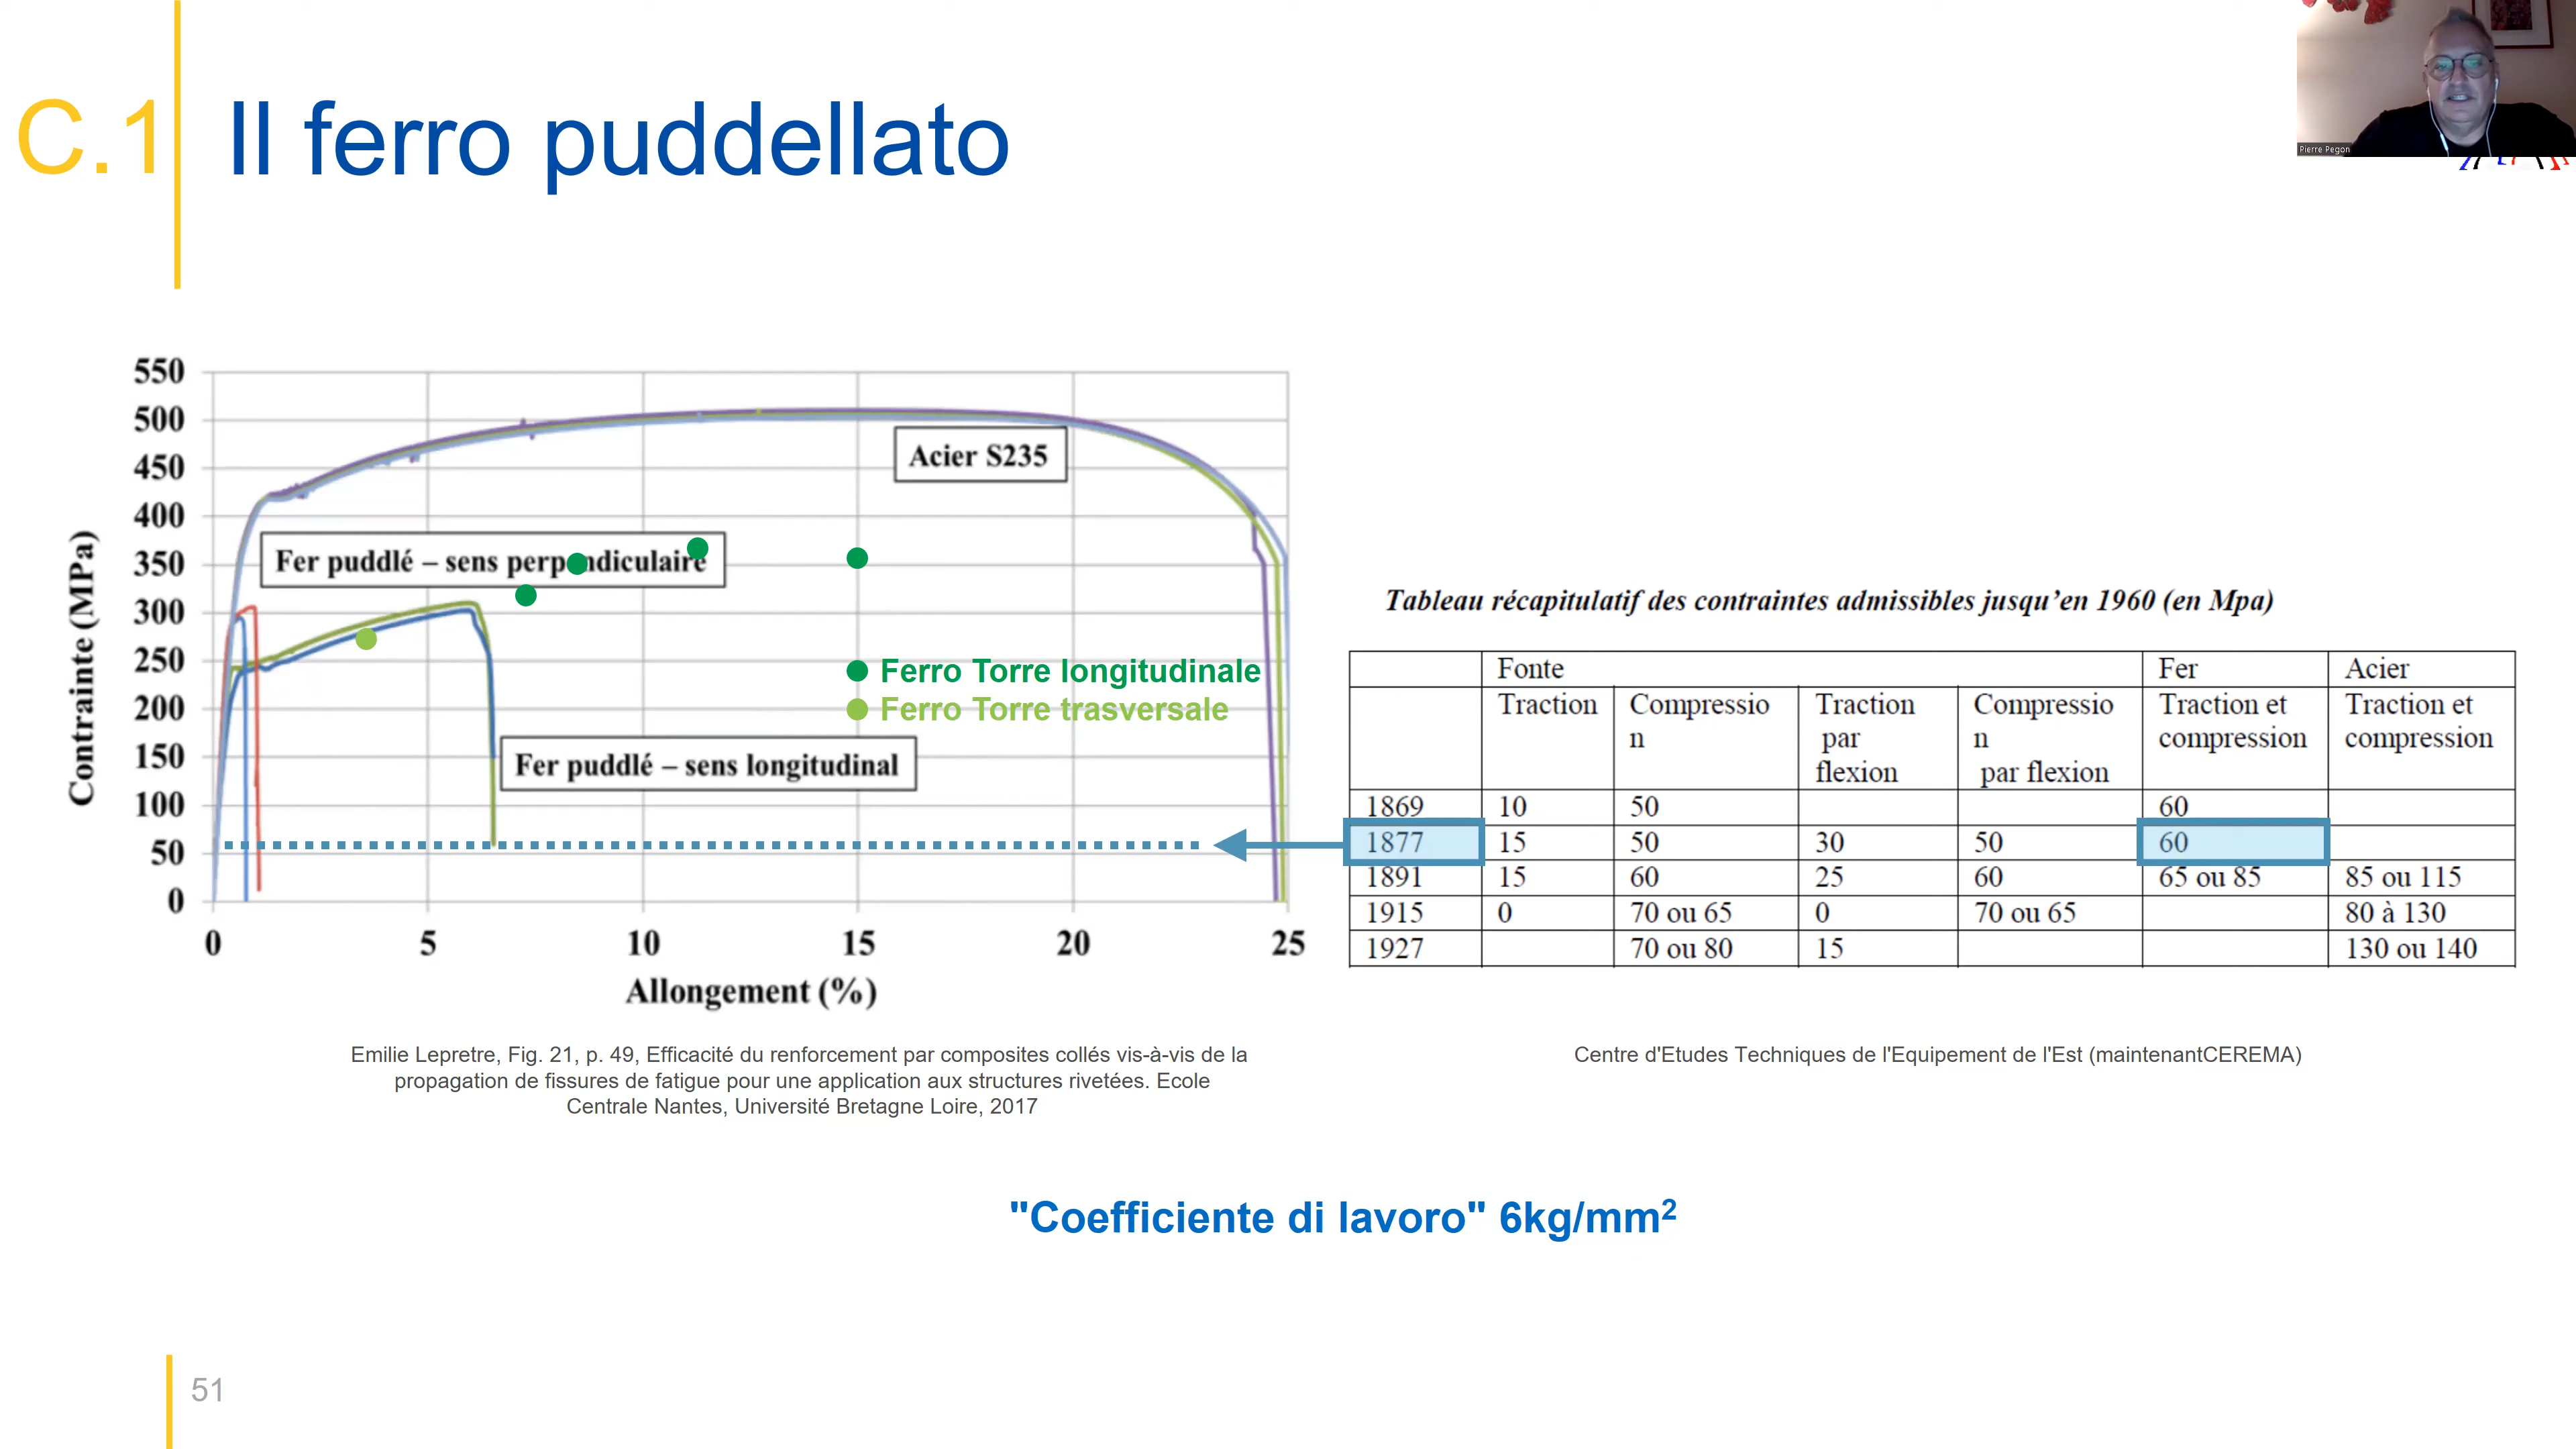 C.1 Il ferro puddellato
Pierre Pegon
550
500
450
400
350
300
250
200
150
100
50
0
Contrainte (MPa)
Acier S235
Fer puddlé – sens perpendiculaire
Ferro Torre longitudinale
Ferro Torre trasversale
Fer puddlé – sens longitudinal
0 5 10 15 20 25
Allongement (%)
Emilie Lepretre, Fig. 21, p. 49, Efficacité du renforcement par composites collés vis-à-vis de la
propagation de fissures de fatigue pour une application aux structures rivetées. Ecole
Centrale Nantes, Université Bretagne Loire, 2017
Tableau récapitulatif des contraintes admissibles jusqu'en 1960 (en Mpa)
Fonte Fer Acier
Traction Compressio Traction Compressio Traction et Traction et
n par n compression compression
flexion par flexion
1869 10 50 60
1877 15 50 30 50 60
1891 15 60 25 60 65 ou 85 85 ou 115
1915 0 70 ou 65 0 70 ou 65 80 à 130
1927 70 ou 80 15 130 ou 140
Centre d'Etudes Techniques de l'Equipement de l'Est (maintenantCEREMA)
"Coefficiente di lavoro" 6kg/mm²
51